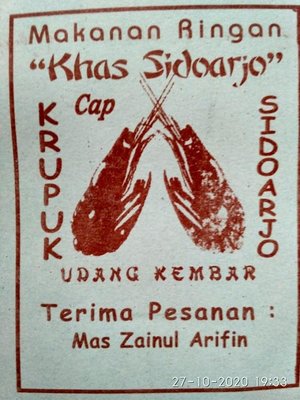 Makanan Ringan
"Khas Sidoarjo"
Cap
KRUPUK
SIDOARJO
UDANG KEMBAR
Terima Pesanan :
Mas Zainul Arifin
27-10-2020 19:33